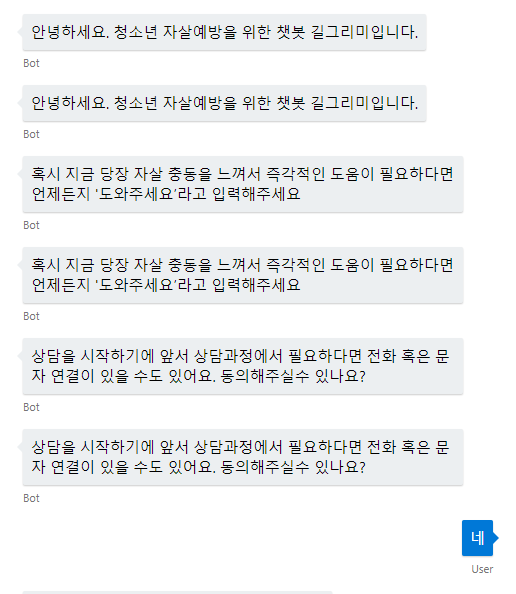 안녕하세요. 청소년 자살예방을 위한 챗봇 길그리미입니다.
Bot
안녕하세요. 청소년 자살예방을 위한 챗봇 길그리미입니다.
Bot
혹시 지금 당장 자살 충동을 느껴서 즉각적인 도움이 필요하다면
언제든지 '도와주세요'라고 입력해주세요
Bot
혹시 지금 당장 자살 충동을 느껴서 즉각적인 도움이 필요하다면
언제든지 '도와주세요'라고 입력해주세요
Bot
상담을 시작하기에 앞서 상담과정에서 필요하다면 전화 혹은 문
자 연결이 있을 수도 있어요. 동의해주실수 있나요?
Bot
상담을 시작하기에 앞서 상담과정에서 필요하다면 전화 혹은 문
자 연결이 있을 수도 있어요. 동의해주실수 있나요?
Bot
네
User